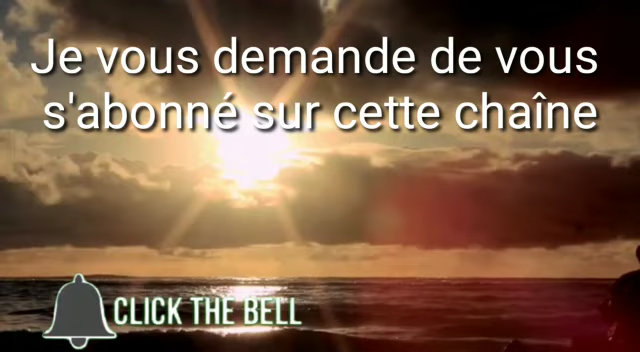 Je vous demande de vous
s'abonné sur cette chaîne
CLICK THE BELL